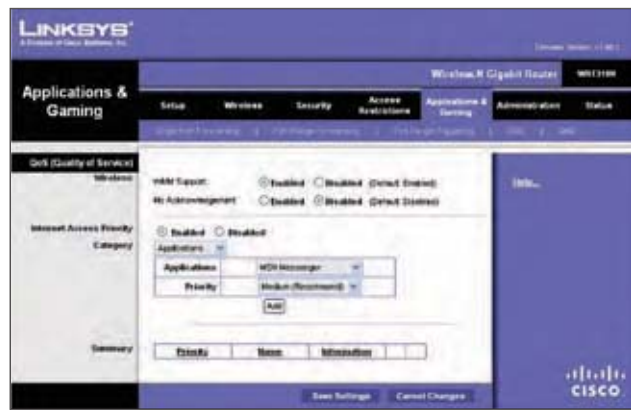 LINKSYS®
A Division of Cisco Systems, Inc.
Wireless-N Gigabit Router
Applications & Gaming
Setup
Wireless
Security
Access Restrictions
Applications & Gaming
Administration
Status
QoS (Quality of Service)
Wireless
WMM Support:
Enabled
Disabled
(Default: Enabled)
No Acknowledgement:
Enabled
Disabled
(Default: Disabled)
Help...
Internet Access Priority
Enabled
Disabled
Category
Applications
Applications
MSN Messenger
Priority
Medium (Recommend)
Add
Summary
Priority
Name
Information
Save Settings
Cancel Changes
CISCO